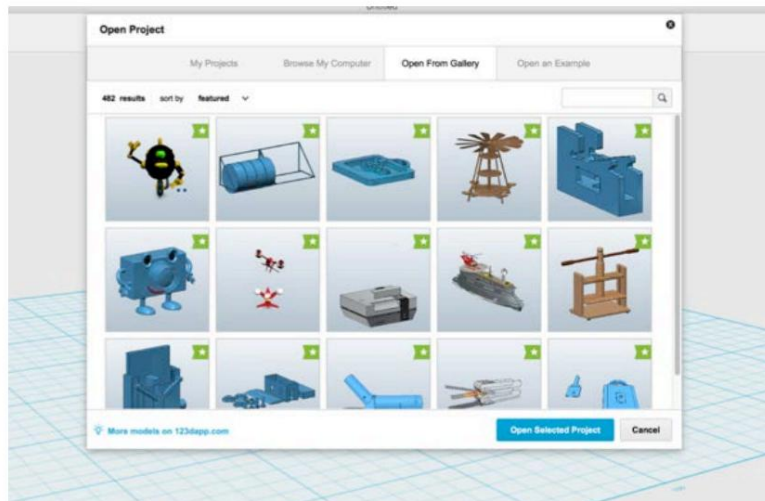 Untitled
Open Project
My Projects Browse My Computer Open From Gallery Open an Example
482 results sort by featured
More models on 123dapp.com
Open Selected Project Cancel